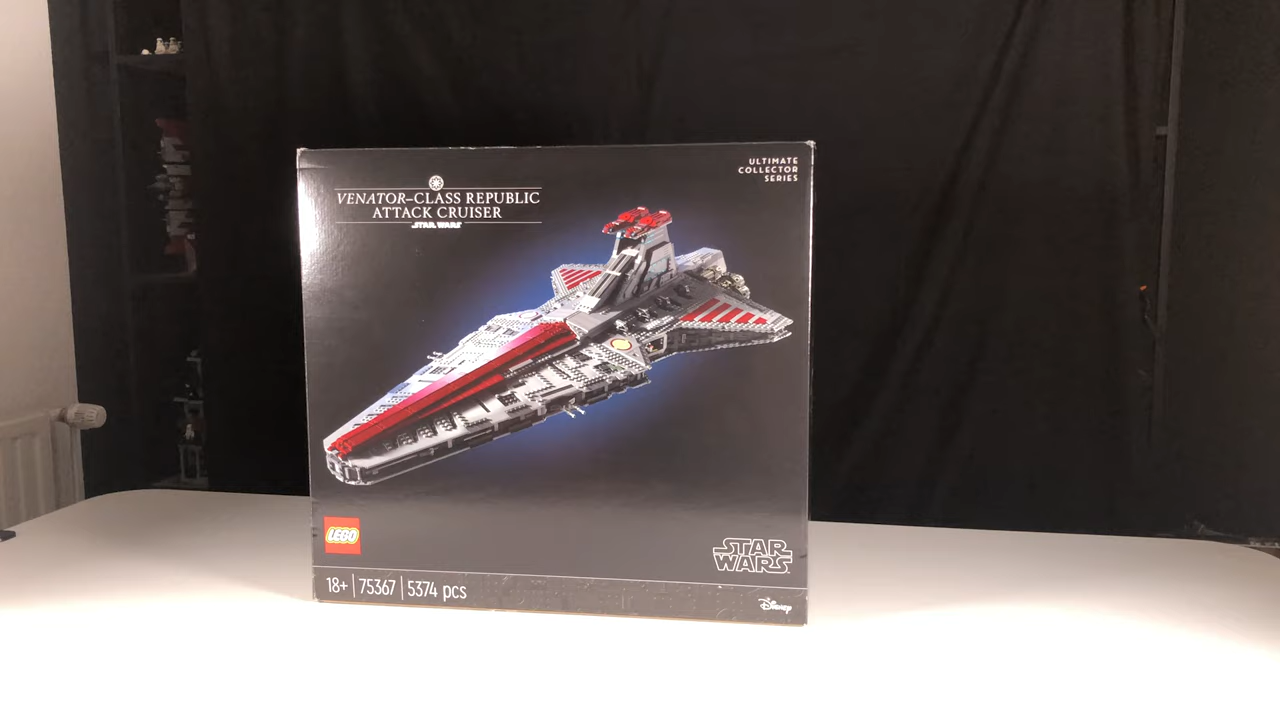 VENATOR–CLASS REPUBLIC
ATTACK CRUISER
STAR WARS
ULTIMATE
COLLECTOR
SERIES
LEGO
STAR
WARS
18+ | 75367 | 5374 pcs
Disney